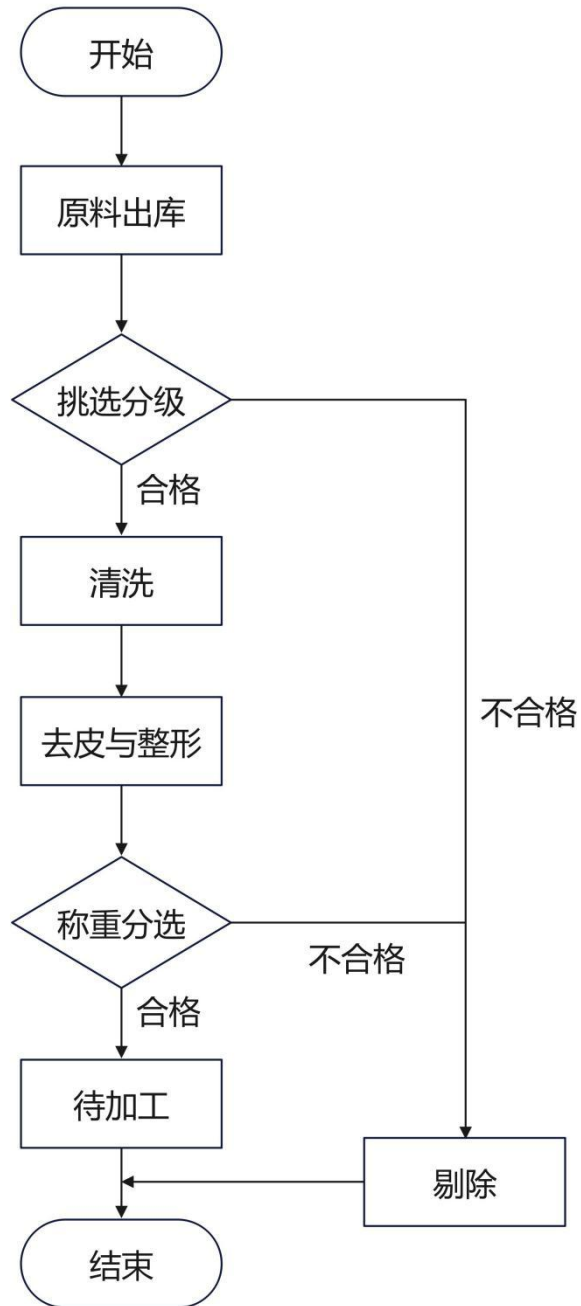 开始
原料出库
挑选分级
合格
清洗
不合格
去皮与整形
称重分选
不合格
合格
待加工
剔除
结束